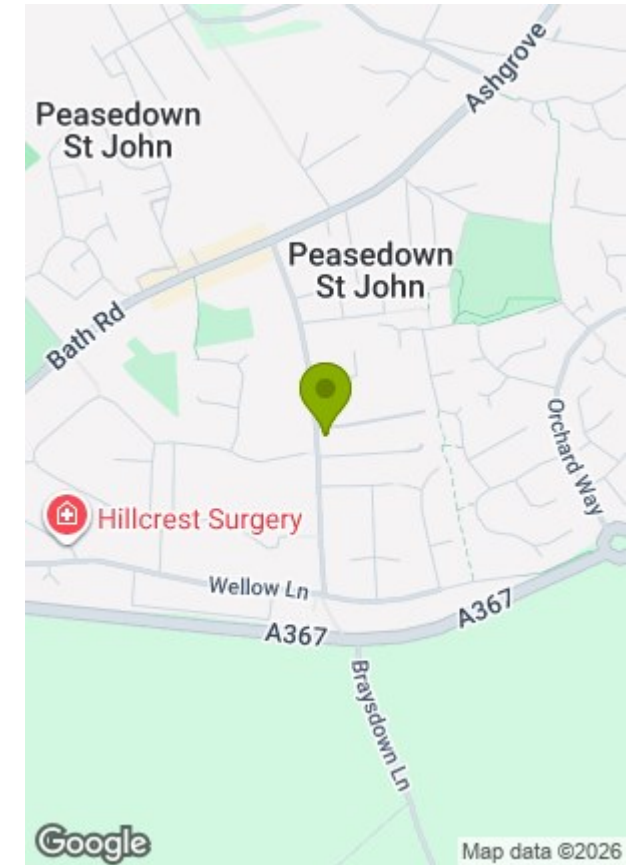 Ashgrove
Peasedown
St John
Peasedown
St John
Bath Rd
Orchard Way
Hillcrest Surgery
Wellow Ln
A367
A367
Braysdown Ln
Google
Map data ©2026